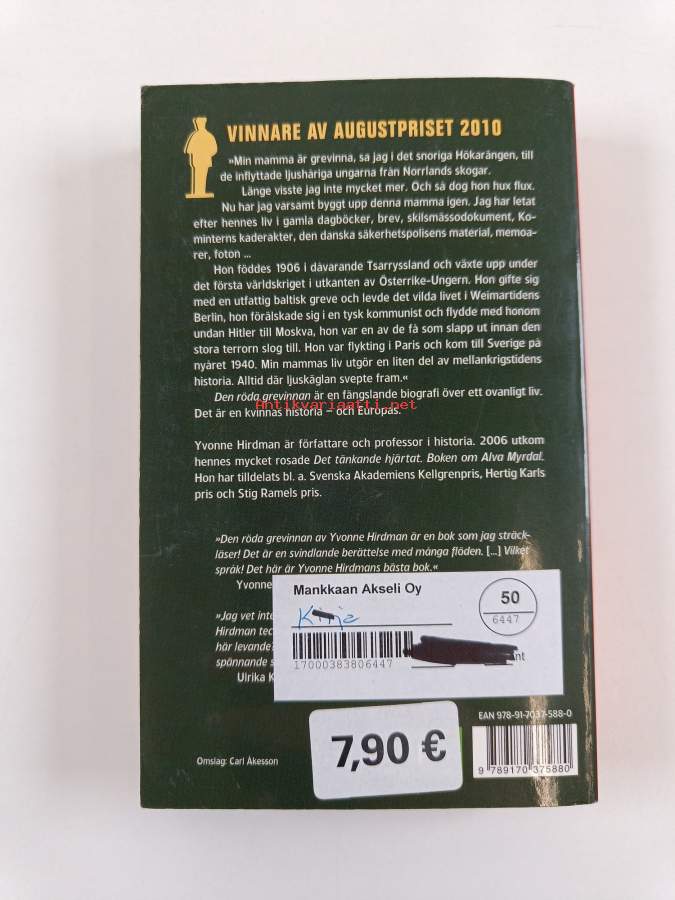 VINNARE AV AUGUSTPRISET 2010
»Min mamma är grevinna, sa jag i det snoriga Hökarängen, till
de inflyttade ljushåriga ungarna från Norrlands skogar.
Länge visste jag inte mycket mer. Och så dog hon hux flux.
Nu har jag varsamt byggt upp denna mamma igen. Jag har letat
efter hennes liv i gamla dagböcker, brev, skilsmässodokument, Ko-
minterns kaderakter, den danska säkerhetspolisens material, memoa-
rer, foton ...
Hon föddes 1906 i dåvarande Tsarryssland och växte upp under
det första världskriget i utkanten av Österrike-Ungern. Hon gifte sig
med en utfattig baltisk greve och levde det vilda livet i Weimartidens
Berlin, hon förälskade sig i en tysk kommunist och flydde med honom
undan Hitler till Moskva, hon var en av de få som slapp ut innan den
stora terrorn slog till. Hon var flykting i Paris och kom till Sverige på
nyåret 1940. Min mammas liv utgör en liten del av mellankrigstidens
historia. Alltid där ljuskäglan svepte fram.«
Den röda grevinnan är en fängslande biografi över ett ovanligt liv.
Antikvariaatti.net
Det är en kvinnas historia – och Europas.
Yvonne Hirdman är författare och professor i historia. 2006 utkom
hennes mycket rosade Det tänkande hjärtat. Boken om Alva Myrdal.
Hon har tilldelats bl. a. Svenska Akademiens Kellgrenpris, Hertig Karls
pris och Stig Ramels pris.
»Den röda grevinnan av Yvonne Hirdman är en bok som jag sträck-
läser! Det är en svindlande berättelse med många flöden. [...] Vilket
språk! Det här är Yvonne Hirdmans bästa bok.«
Yvonne
»Jag vet inte
Hirdman tec
här levande?
spännande s
Ulrika K
Mankkaan Akseli Oy
50
6447
Kirja
17000383806447
nt
7,90 €
EAN 978-91-7037-588-0
9 789170 375880
Omslag: Carl Åkesson